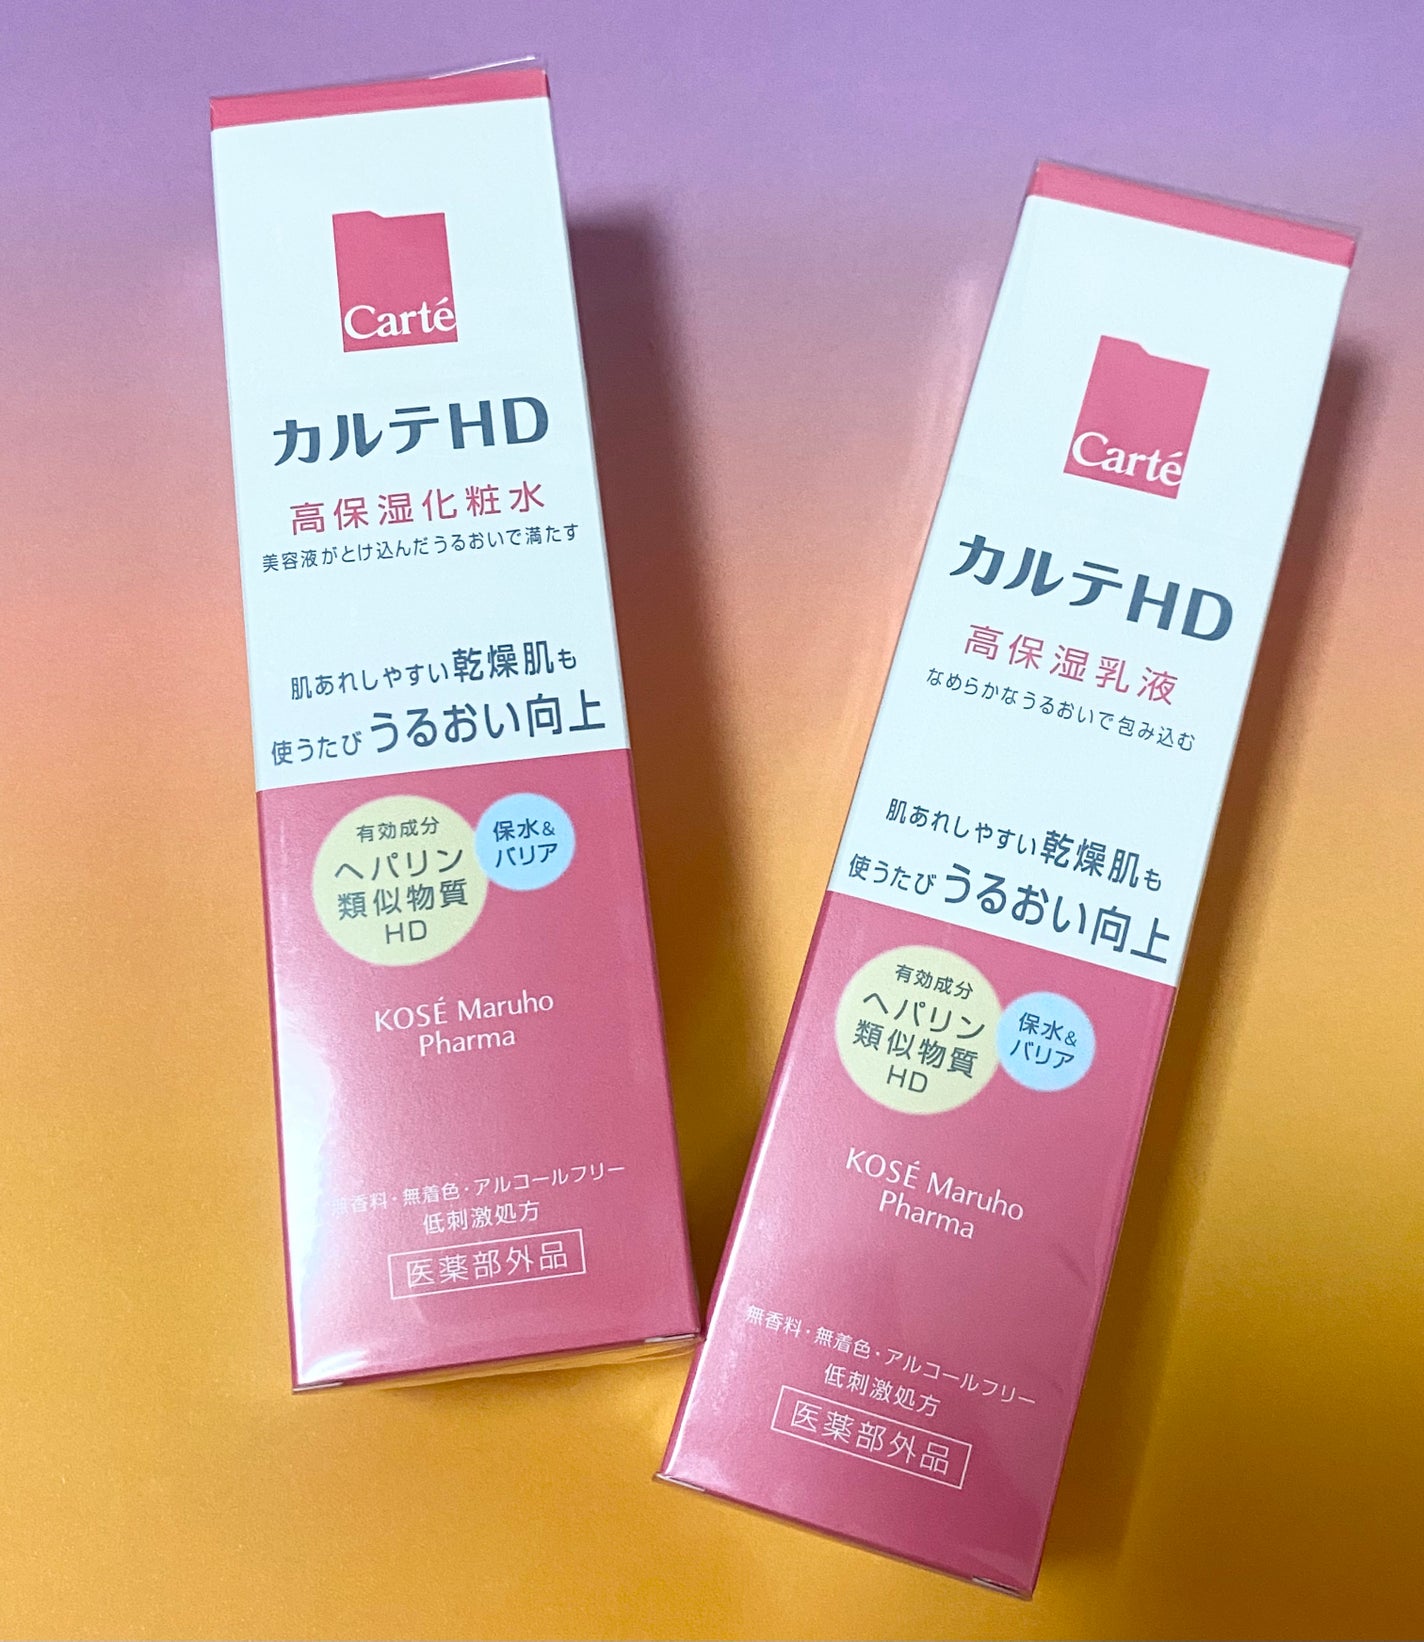 Carté
カルテHD
高保湿化粧水
美容液がとけ込んだうるおいで満たす
肌あれしやすい乾燥肌も
使うたびうるおい向上
有効成分
ヘパリン
類似物質
HD
保水&
バリア
KOSÉ Maruho
Pharma
無香料・無着色・アルコールフリー
低刺激処方
医薬部外品
Carté
カルテHD
高保湿乳液
なめらかなうるおいで包み込む
肌あれしやすい乾燥肌も
使うたびうるおい向上
有効成分
ヘパリン
類似物質
HD
保水&
バリア
KOSÉ Maruho
Pharma
無香料・無着色・アルコールフリー
低刺激処方
医薬部外品